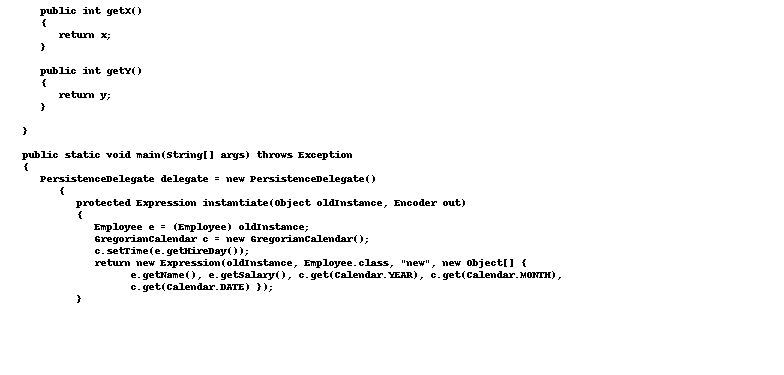 public int getX()
{
return x;
}
public int getY()
{
return y;
}
}
public static void main(String[] args) throws Exception
{
PersistenceDelegate delegate = new PersistenceDelegate()
{
protected Expression instantiate(Object oldInstance, Encoder out)
{
Employee e = (Employee) oldInstance;
GregorianCalendar c = new GregorianCalendar();
c.setTime(e.getHireDay());
return new Expression(oldInstance, Employee.class, "new", new Object[] {
e.getName(), e.getSalary(), c.get(Calendar.YEAR), c.get(Calendar.MONTH),
c.get(Calendar.DATE) });
}